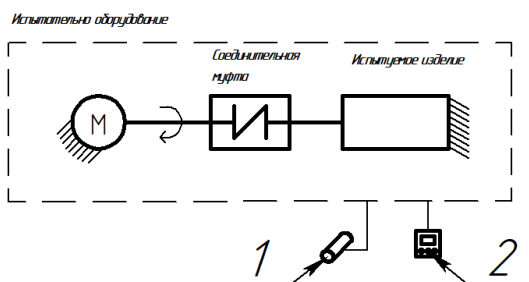 Испытательно оборудование
Соединительная
муфта
Испытуемое изделие
М
1
2